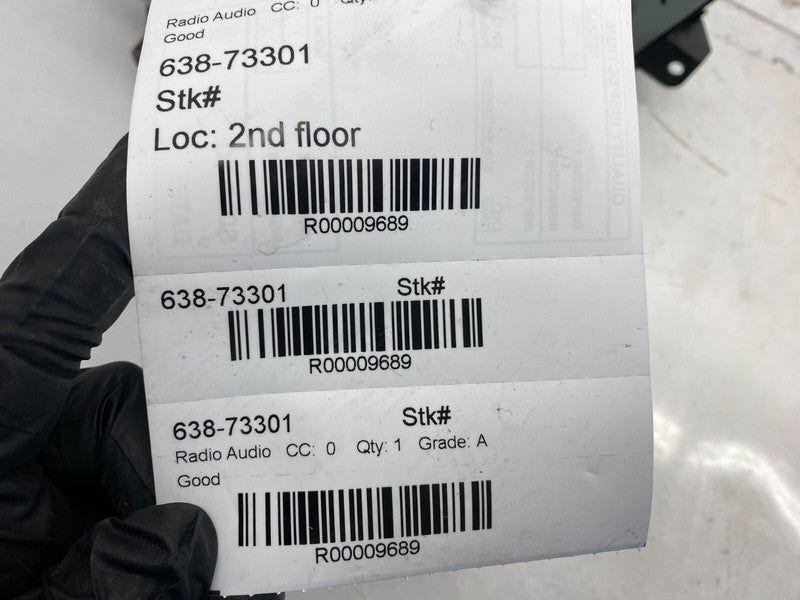 Radio Audio CC: 0 Qty:
Good
638-73301
Stk#
Loc: 2nd floor
R00009689
638-73301 Stk#
R00009689
638-73301 Stk#
Radio Audio CC: 0 Qty: 1 Grade: A
Good
R00009689